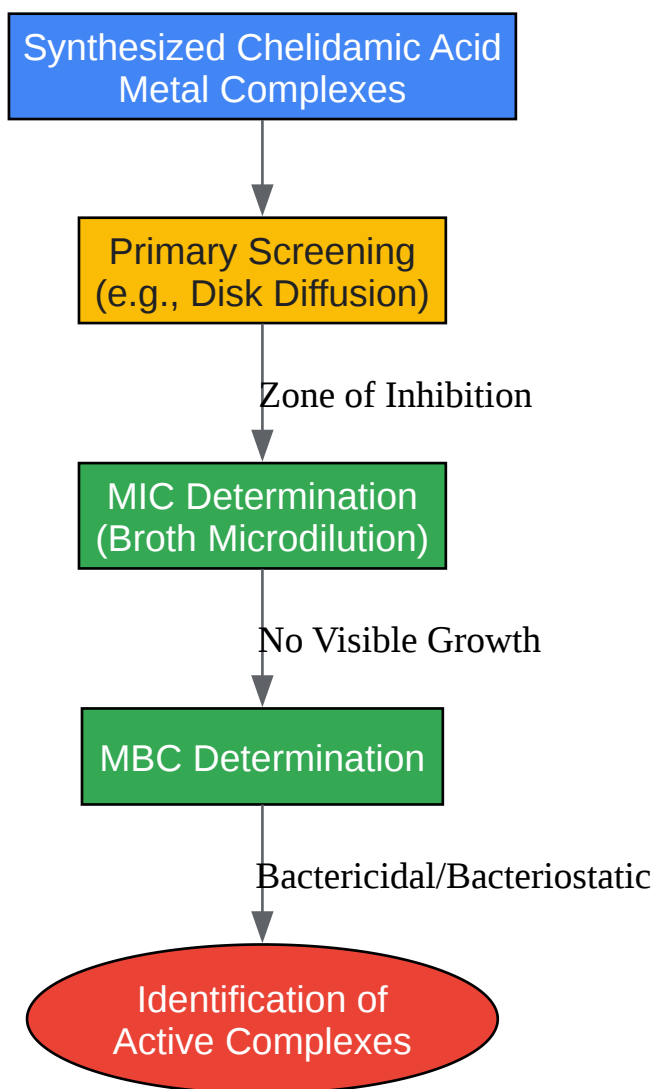 Synthesized Chelidamic Acid
Metal Complexes
Primary Screening
(e.g., Disk Diffusion)
Zone of Inhibition
MIC Determination
(Broth Microdilution)
No Visible Growth
MBC Determination
Bactericidal/Bacteriostatic
Identification of
Active Complexes